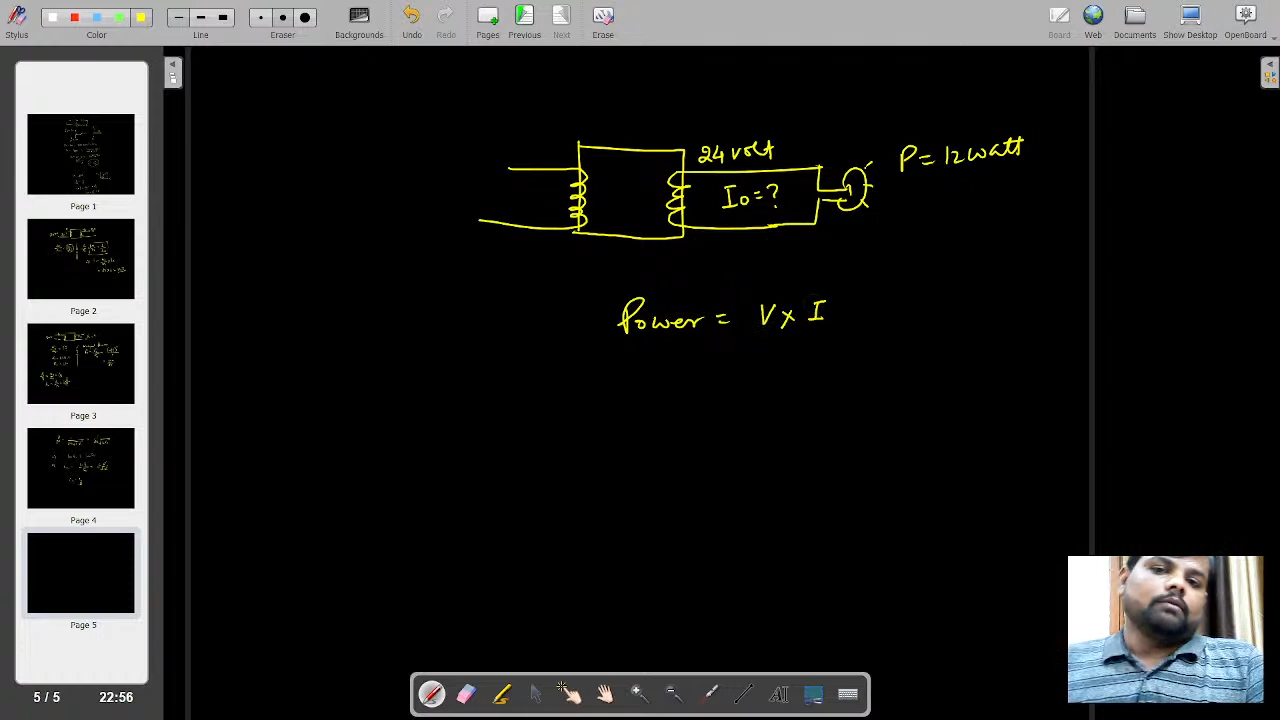 Stylus
Color
Line
Eraser
Backgrounds
Undo
Redo
Pages
Previous
Next
Erase
Board
Web
Documents
Show Desktop
OpenBoard
Page 1
Page 2
Page 3
Page 4
Page 5
24 volt
P = 12 watt
Io = ?
Power = V x I
5 / 5
22:56
AI